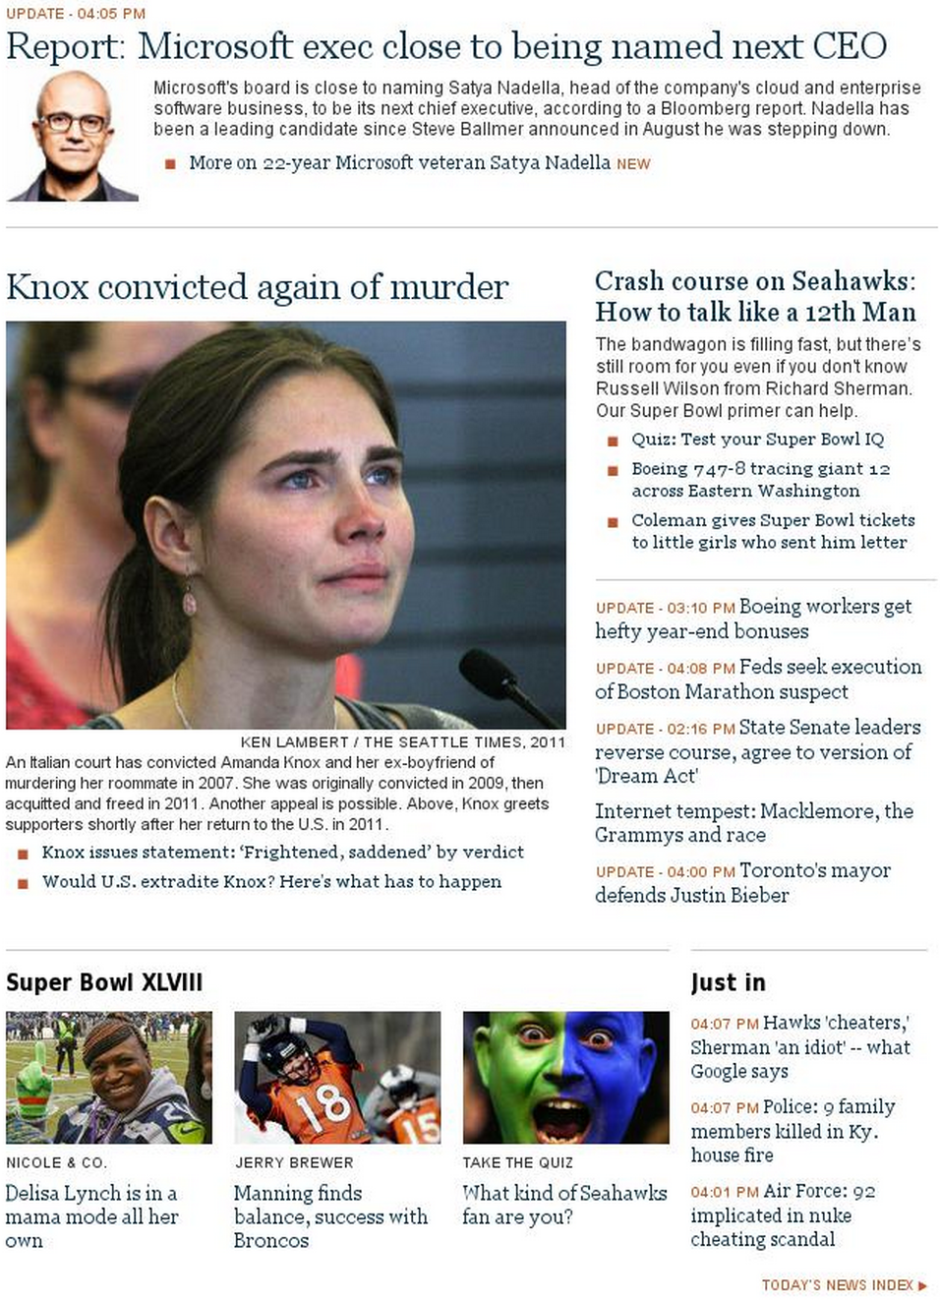 UPDATE - 04:05 PM
Report: Microsoft exec close to being named next CEO
Microsoft's board is close to naming Satya Nadella, head of the company's cloud and enterprise
software business, to be its next chief executive, according to a Bloomberg report. Nadella has
been a leading candidate since Steve Ballmer announced in August he was stepping down.
More on 22-year Microsoft veteran Satya Nadella NEW
Knox convicted again of murder
KEN LAMBERT / THE SEATTLE TIMES, 2011
An Italian court has convicted Amanda Knox and her ex-boyfriend of
murdering her roommate in 2007. She was originally convicted in 2009, then
acquitted and freed in 2011. Another appeal is possible. Above, Knox greets
supporters shortly after her return to the U.S. in 2011.
Knox issues statement: ‘Frightened, saddened’ by verdict
Would U.S. extradite Knox? Here's what has to happen
Crash course on Seahawks:
How to talk like a 12th Man
The bandwagon is filling fast, but there's
still room for you even if you don't know
Russell Wilson from Richard Sherman.
Our Super Bowl primer can help.
Quiz: Test your Super Bowl IQ
Boeing 747-8 tracing giant 12
across Eastern Washington
Coleman gives Super Bowl tickets
to little girls who sent him letter
UPDATE - 03:10 PM Boeing workers get
hefty year-end bonuses
UPDATE - 04:08 PM Feds seek execution
of Boston Marathon suspect
UPDATE - 02:16 PM State Senate leaders
reverse course, agree to version of
'Dream Act'
Internet tempest: Macklemore, the
Grammys and race
UPDATE - 04:00 PM Toronto's mayor
defends Justin Bieber
Super Bowl XLVIII
18
15
NICOLE & CO.
Delisa Lynch is in a
mama mode all her
own
JERRY BREWER
Manning finds
balance, success with
Broncos
TAKE THE QUIZ
What kind of Seahawks
fan are you?
Just in
04:07 PM Hawks 'cheaters,'
Sherman 'an idiot' -- what
Google says
04:07 PM Police: 9 family
members killed in Ky.
house fire
04:01 PM Air Force: 92
implicated in nuke
cheating scandal
TODAY'S NEWS INDEX